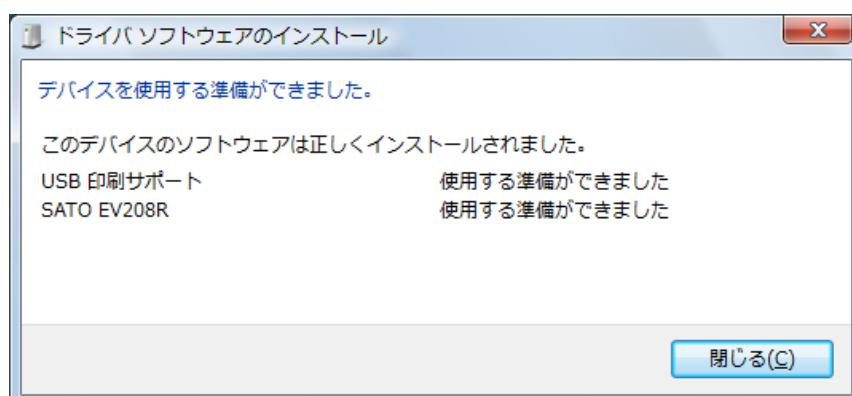 ドライバ ソフトウェアのインストール
デバイスを使用する準備ができました。
このデバイスのソフトウェアは正しくインストールされました。
USB 印刷サポート 使用する準備ができました
SATO EV208R 使用する準備ができました
閉じる(C)